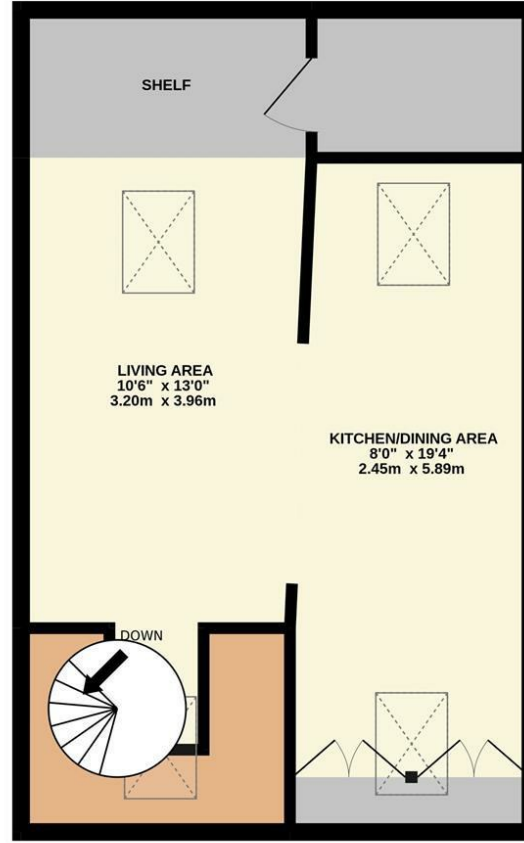 SHELF
LIVING AREA
10'6" x 13'0"
3.20m x 3.96m
KITCHEN/DINING AREA
8'0" x 19'4"
2.45m x 5.89m
DOWN